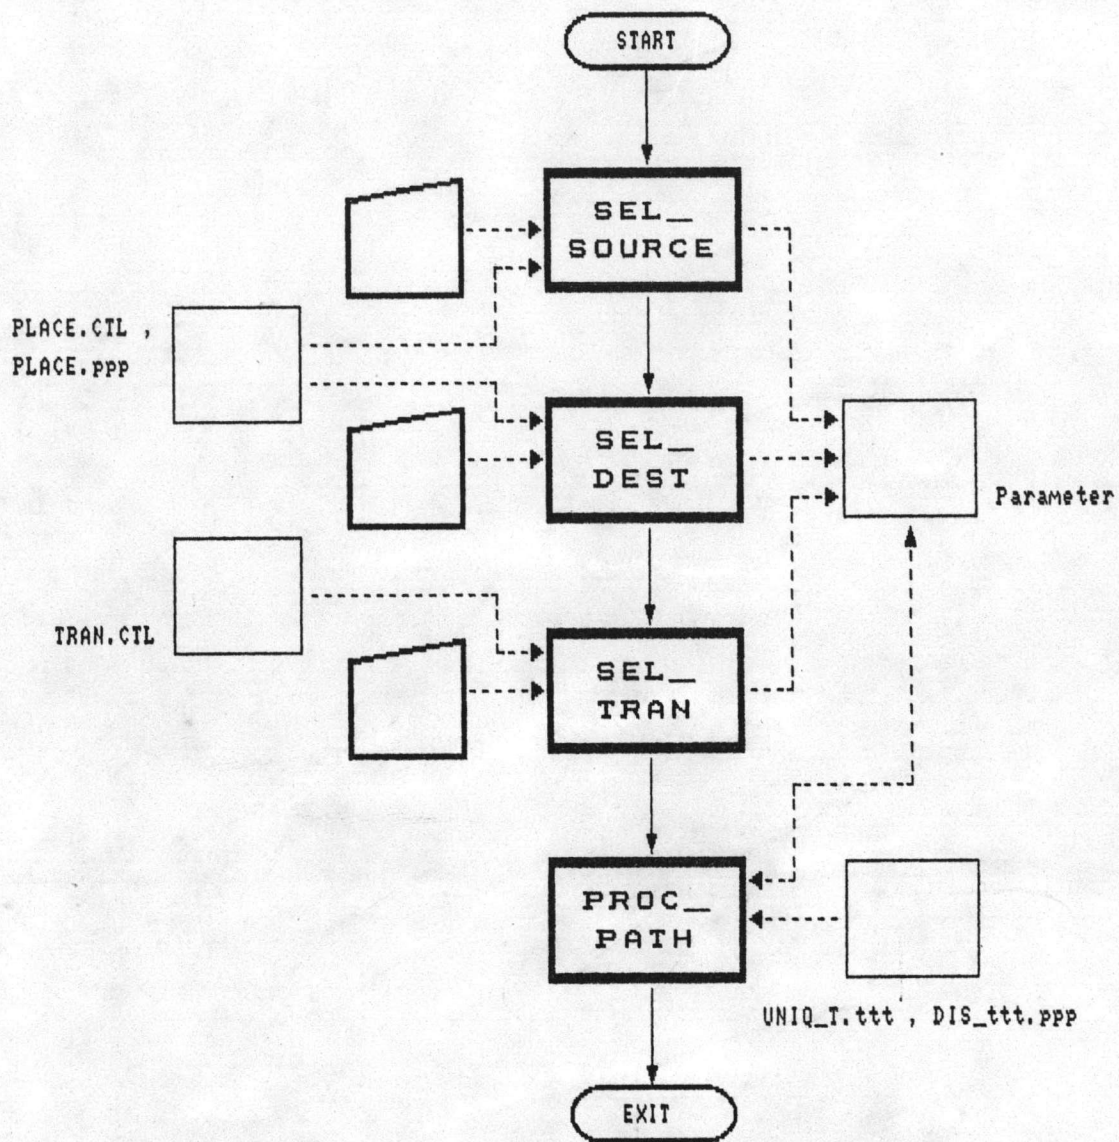 START
SEL_
SOURCE
PLACE.CTL ,
PLACE.ppp
SEL_
DEST
Parameter
TRAN.CTL
SEL_
TRAN
PROC_
PATH
UNIQ_T.ttt , DIS_ttt.ppp
EXIT